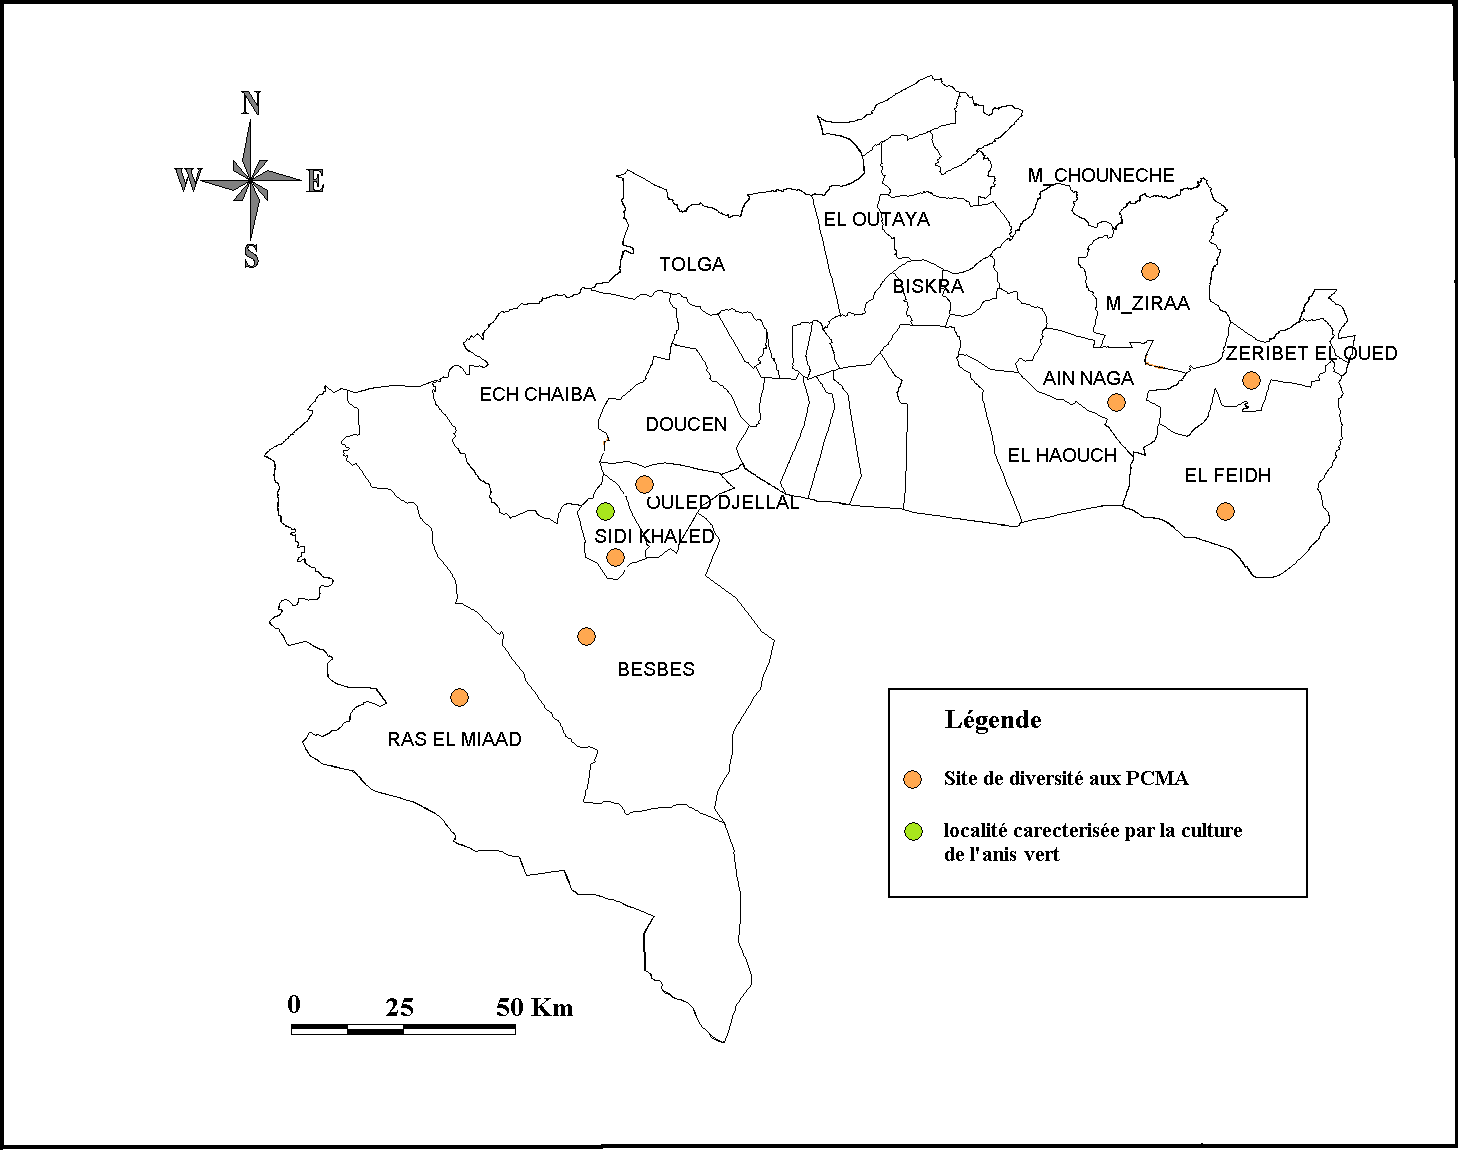 N
W E
S
M_CHOUNECHE
EL OUTAYA
TOLGA
BISKRA
M_ZIRAA
ZERIBET EL OUED
AIN NAGA
ECH CHAIBA
DOUCEN
EL HAOUCH
EL FEIDH
OULED DJELLAL
SIDI KHALED
BESBES
RAS EL MIAAD
Légende
Site de diversité aux PCMA
localité carecterisée par la culture
de l'anis vert
0 25 50 Km